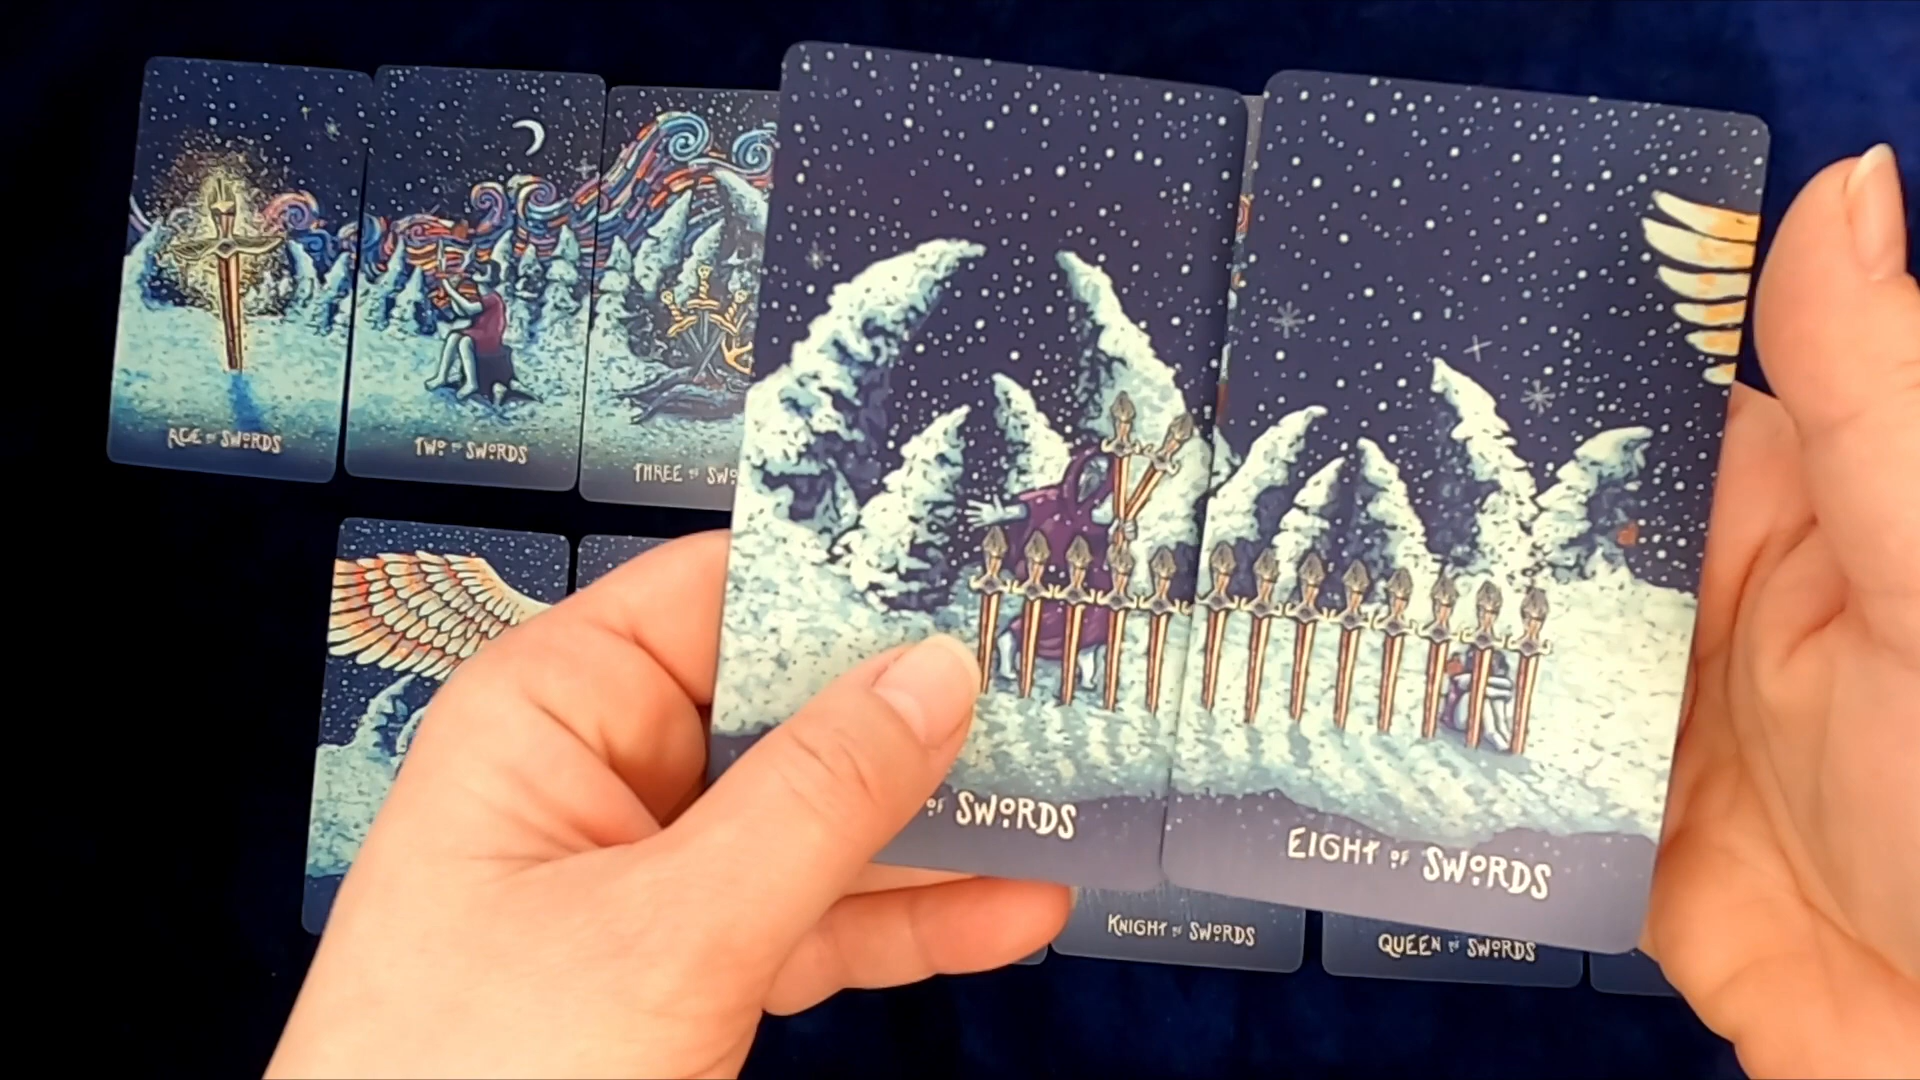 ACE OF SWORDS
TWO OF SWORDS
THREE OF SWO
OF SWORDS
EIGHT OF SWORDS
KNIGHT OF SWORDS
QUEEN OF SWORDS